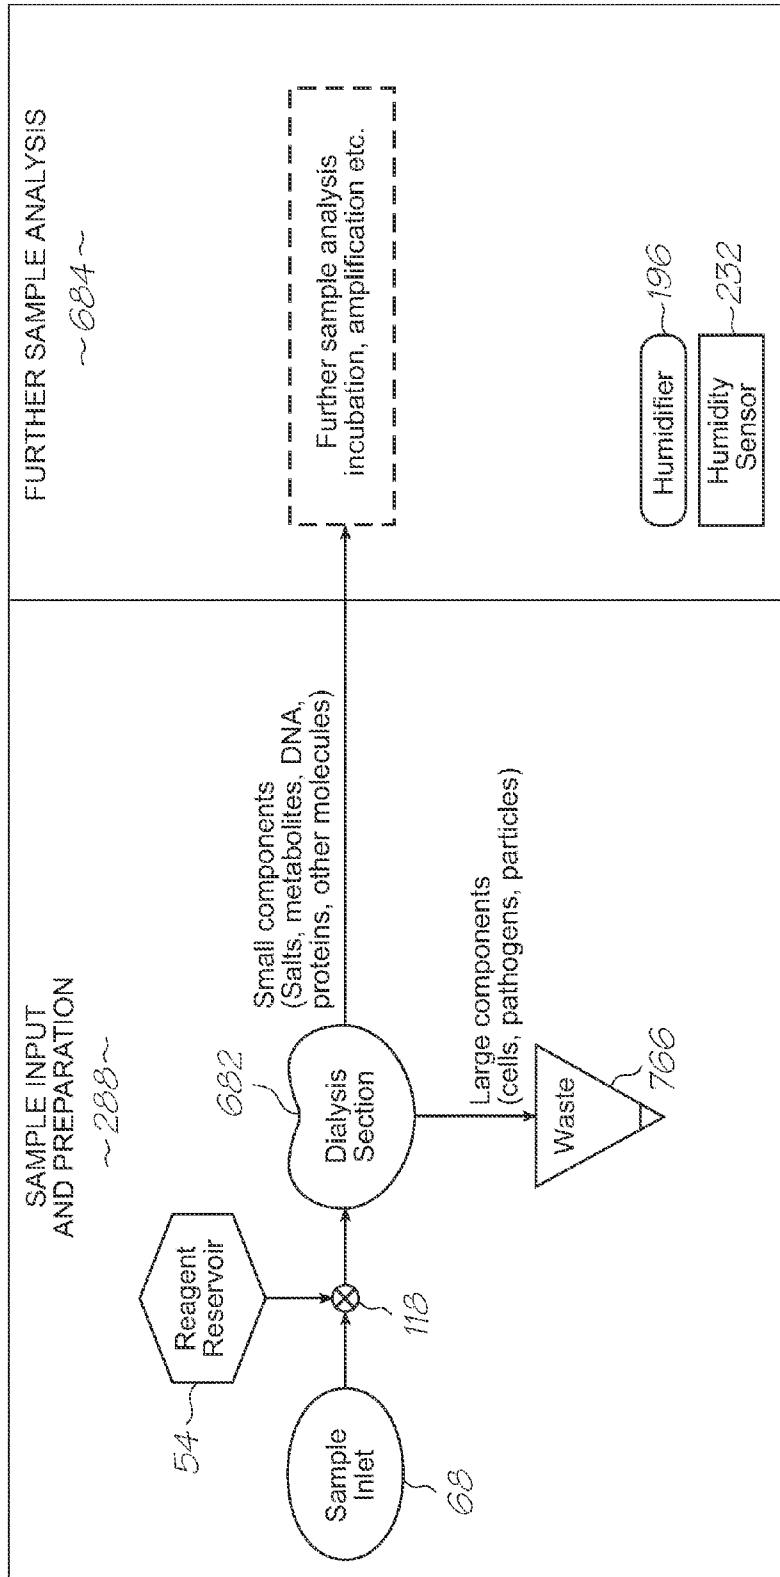 SAMPLE INPUT
AND PREPARATION
~288~
54
Reagent
Reservoir
Sample
Inlet
68
118
682
Dialysis
Section
Small components
(Salts, metabolites, DNA,
proteins, other molecules)
Large components
(cells, pathogens, particles)
Waste
766
FURTHER SAMPLE ANALYSIS
~684~
Further sample analysis
incubation, amplification etc.
Humidifier
196
Humidity
Sensor
232